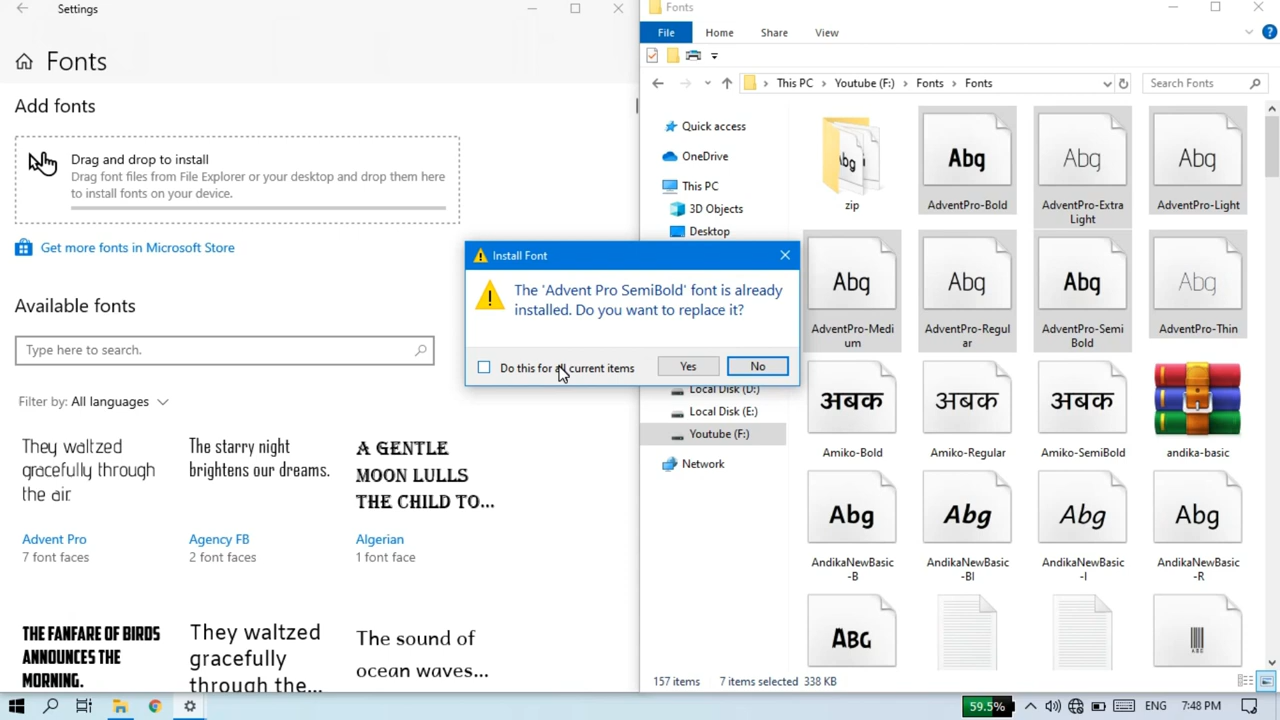 Settings
Fonts
Add fonts
Drag and drop to install
Drag font files from File Explorer or your desktop and drop them here
to install fonts on your device.
Get more fonts in Microsoft Store
Available fonts
Type here to search.
Filter by: All languages
They waltzed
gracefully through
the air.
Advent Pro
7 font faces
The starry night
brightens our dreams.
Agency FB
2 font faces
A GENTLE
MOON LULLS
THE CHILD TO...
Algerian
1 font face
THE FANFARE OF BIRDS
ANNOUNCES THE
MORNING.
They waltzed
gracefully
through the...
The sound of
ocean waves...
Install Font
The 'Advent Pro SemiBold' font is already
installed. Do you want to replace it?
Do this for all current items
Yes
No
Fonts
File
Home
Share
View
This PC
Youtube (F:)
Fonts
Fonts
Search Fonts
Quick access
OneDrive
This PC
3D Objects
Desktop
Local Disk (D:)
Local Disk (E:)
Youtube (F:)
Network
Abg
zip
Abg
AdventPro-Bold
Abg
AdventPro-Extra
Light
Abg
AdventPro-Light
Abg
AdventPro-Medi
um
Abg
AdventPro-Regul
ar
Abg
AdventPro-Semi
Bold
Abg
AdventPro-Thin
अबक
Amiko-Bold
अबक
Amiko-Regular
अबक
Amiko-SemiBold
andika-basic
Abg
AndikaNewBasic
-B
Abg
AndikaNewBasic
-BI
Abg
AndikaNewBasic
-I
Abg
AndikaNewBasic
-R
ABG
157 items
7 items selected 338 KB
59.5%
ENG
7:48 PM